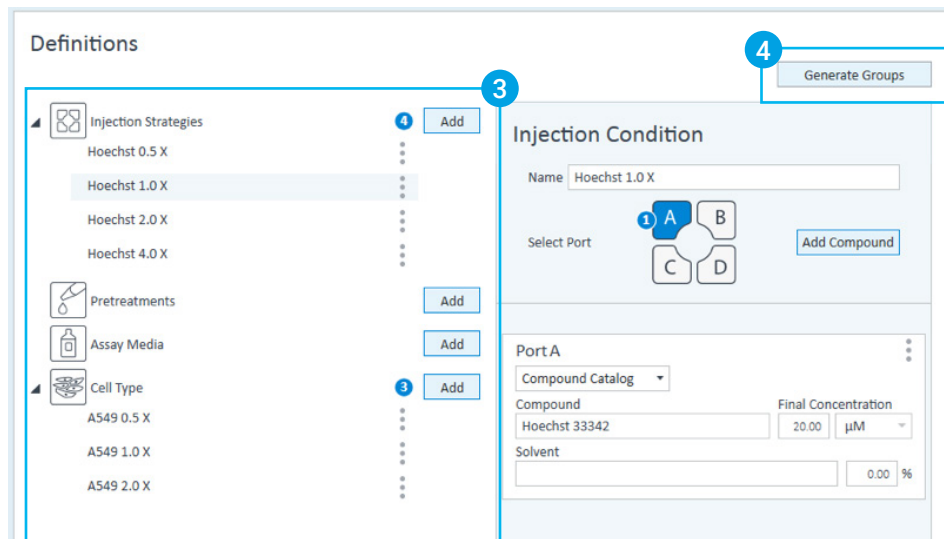 Definitions
4
Generate Groups
3
Injection Strategies 4 Add
Hoechst 0.5 X
Hoechst 1.0 X
Hoechst 2.0 X
Hoechst 4.0 X
Pretreatments Add
Assay Media Add
Cell Type 3 Add
A549 0.5 X
A549 1.0 X
A549 2.0 X
Injection Condition
Name Hoechst 1.0 X
Select Port 1 A B Add Compound
C D
Port A
Compound Catalog
Compound Final Concentration
Hoechst 33342 20.00 µM
Solvent
0.00 %